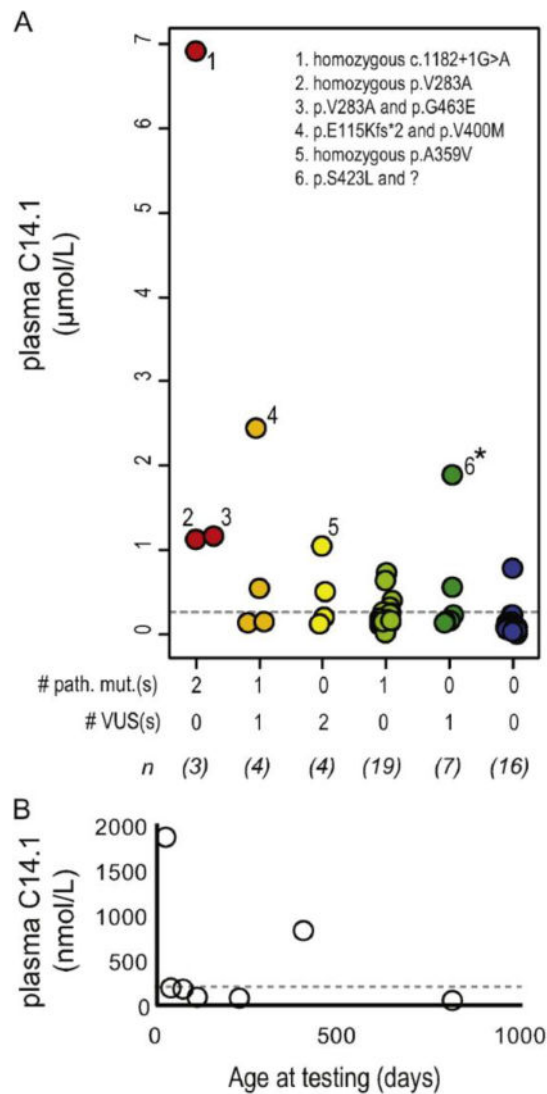 A
plasma C14.1
(μmol/L)
7
6
5
4
3
2
1
0
1. homozygous c.1182+1G>A
2. homozygous p.V283A
3. p.V283A and p.G463E
4. p.E115Kfs*2 and p.V400M
5. homozygous p.A359V
6. p.S423L and ?
1
4
6*
2 3
5
# path. mut.(s) 2 1 0 1 0 0
# VUS(s) 0 1 2 0 1 0
n (3) (4) (4) (19) (7) (16)
B
plasma C14.1
(nmol/L)
2000
1500
1000
500
0
0 500 1000
Age at testing (days)